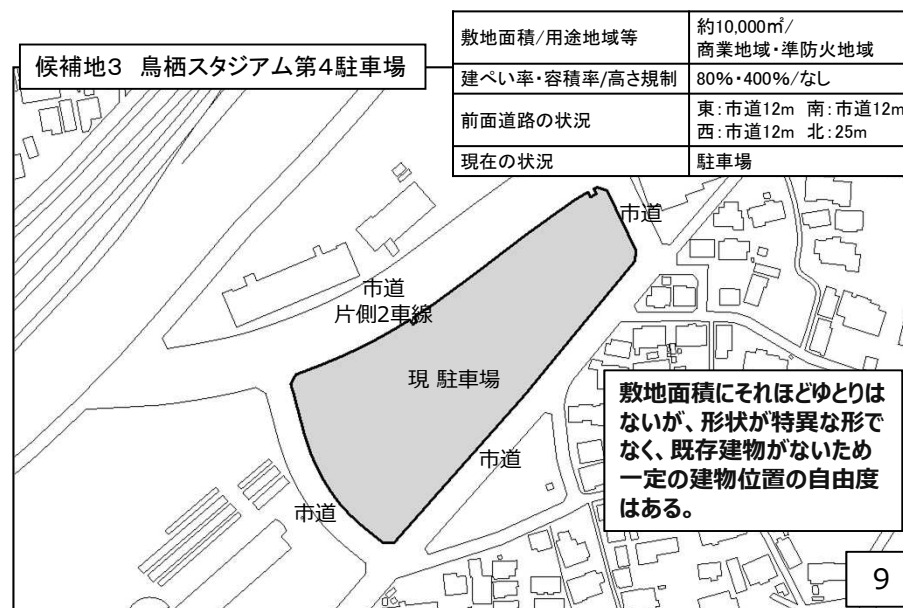 候補地3　鳥栖スタジアム第4駐車場
敷地面積/用途地域等
約10,000㎡/
商業地域・準防火地域
建ぺい率・容積率/高さ規制
80%・400%/なし
前面道路の状況
東:市道12m 南:市道12m
西:市道12m 北:25m
現在の状況
駐車場
市道
市道
片側2車線
現 駐車場
敷地面積にそれほどゆとりは
ないが、形状が特異な形で
なく、既存建物がないため
一定の建物位置の自由度
はある。
市道
市道
9